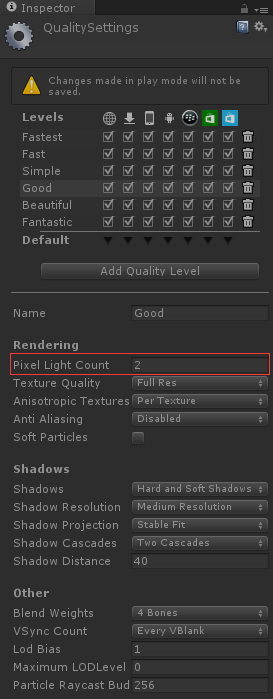 Inspector
QualitySettings
Changes made in play mode will not be
saved.
Levels
Fastest
Fast
Simple
Good
Beautiful
Fantastic
Default
Add Quality Level
Name Good
Rendering
Pixel Light Count 2
Texture Quality Full Res
Anisotropic Textures Per Texture
Anti Aliasing Disabled
Soft Particles
Shadows
Shadows Hard and Soft Shadows
Shadow Resolution Medium Resolution
Shadow Projection Stable Fit
Shadow Cascades Two Cascades
Shadow Distance 40
Other
Blend Weights 4 Bones
VSync Count Every VBlank
Lod Bias 1
Maximum LODLevel 0
Particle Raycast Bud 256